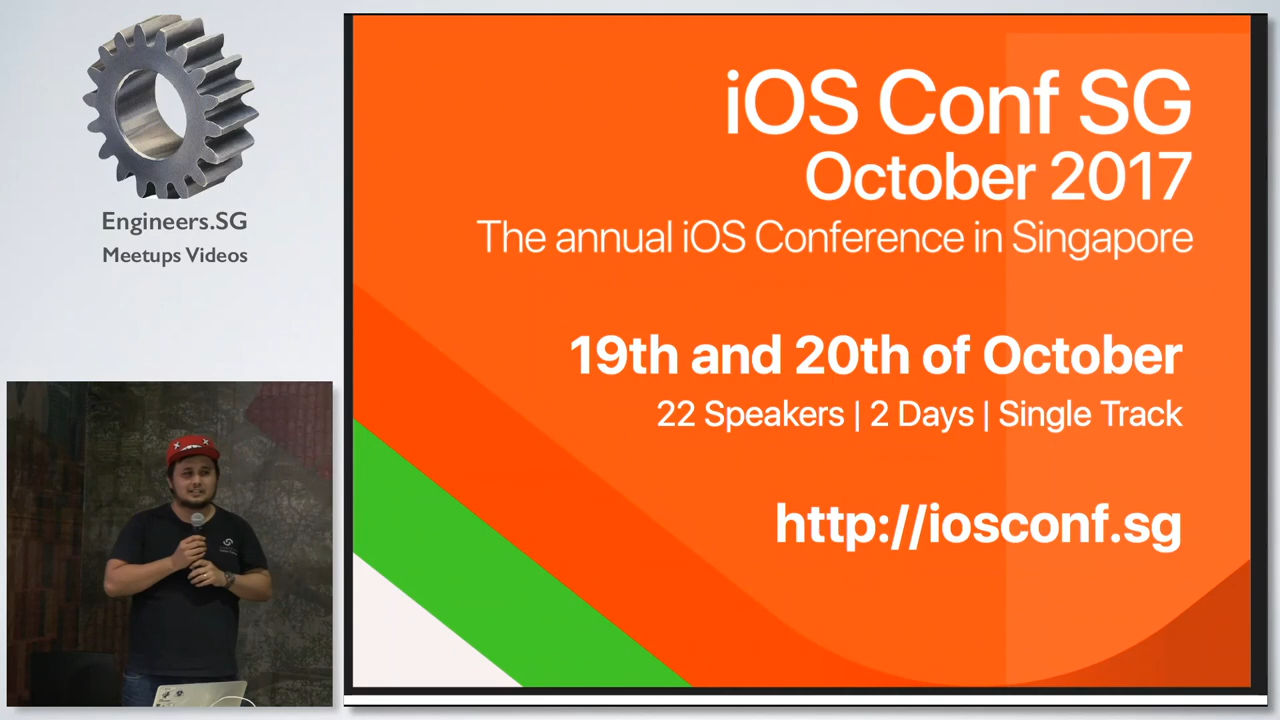 Engineers.SG
Meetups Videos
iOS Conf SG
October 2017
The annual iOS Conference in Singapore
19th and 20th of October
22 Speakers | 2 Days | Single Track
http://iosconf.sg